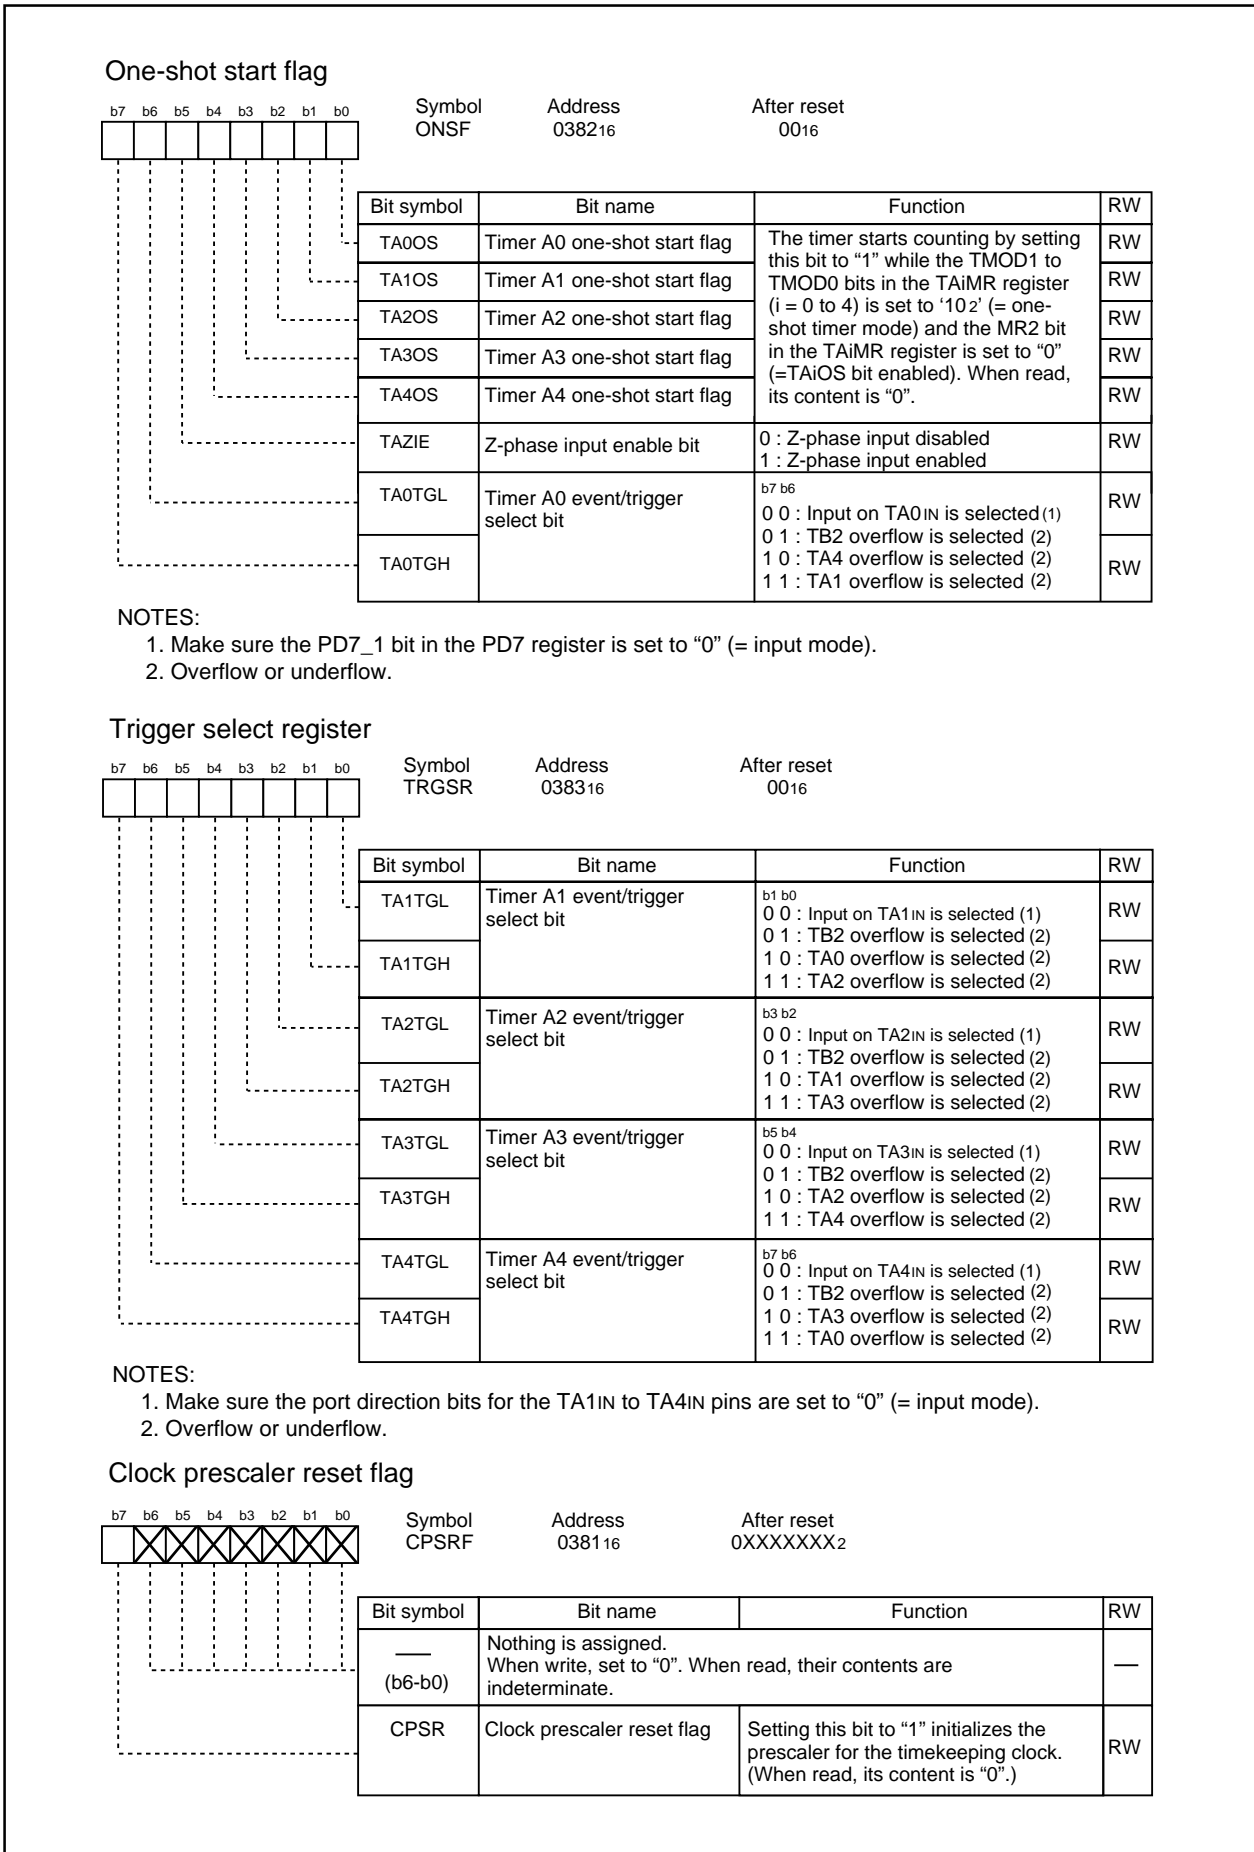 One-shot start flag
b7 b6 b5 b4 b3 b2 b1 b0
Symbol Address After reset
ONSF 038216 0016
Bit symbol Bit name Function RW
TA0OS Timer A0 one-shot start flag RW
TA1OS Timer A1 one-shot start flag RW
TA2OS Timer A2 one-shot start flag RW
TA3OS Timer A3 one-shot start flag RW
TA4OS Timer A4 one-shot start flag RW
The timer starts counting by setting
this bit to “1” while the TMOD1 to
TMOD0 bits in the TAiMR register
(i = 0 to 4) is set to ‘102’ (= one-
shot timer mode) and the MR2 bit
in the TAiMR register is set to “0”
(=TAiOS bit enabled). When read,
its content is “0”.
TAZIE Z-phase input enable bit RW
0 : Z-phase input disabled
1 : Z-phase input enabled
TA0TGL Timer A0 event/trigger RW
select bit
TA0TGH RW
b7 b6
0 0 : Input on TA0IN is selected (1)
0 1 : TB2 overflow is selected (2)
1 0 : TA4 overflow is selected (2)
1 1 : TA1 overflow is selected (2)
NOTES:
1. Make sure the PD7_1 bit in the PD7 register is set to “0” (= input mode).
2. Overflow or underflow.
Trigger select register
b7 b6 b5 b4 b3 b2 b1 b0
Symbol Address After reset
TRGSR 038316 0016
Bit symbol Bit name Function RW
TA1TGL Timer A1 event/trigger RW
select bit
TA1TGH RW
b1 b0
0 0 : Input on TA1IN is selected (1)
0 1 : TB2 overflow is selected (2)
1 0 : TA0 overflow is selected (2)
1 1 : TA2 overflow is selected (2)
TA2TGL Timer A2 event/trigger RW
select bit
TA2TGH RW
b3 b2
0 0 : Input on TA2IN is selected (1)
0 1 : TB2 overflow is selected (2)
1 0 : TA1 overflow is selected (2)
1 1 : TA3 overflow is selected (2)
TA3TGL Timer A3 event/trigger RW
select bit
TA3TGH RW
b5 b4
0 0 : Input on TA3IN is selected (1)
0 1 : TB2 overflow is selected (2)
1 0 : TA2 overflow is selected (2)
1 1 : TA4 overflow is selected (2)
TA4TGL Timer A4 event/trigger RW
select bit
TA4TGH RW
b7 b6
0 0 : Input on TA4IN is selected (1)
0 1 : TB2 overflow is selected (2)
1 0 : TA3 overflow is selected (2)
1 1 : TA0 overflow is selected (2)
NOTES:
1. Make sure the port direction bits for the TA1IN to TA4IN pins are set to “0” (= input mode).
2. Overflow or underflow.
Clock prescaler reset flag
b7 b6 b5 b4 b3 b2 b1 b0
Symbol Address After reset
CPSRF 038116 0XXXXXXX2
Bit symbol Bit name Function RW
— (b6-b0) —
Nothing is assigned.
When write, set to “0”. When read, their contents are
indeterminate.
CPSR Clock prescaler reset flag RW
Setting this bit to “1” initializes the
prescaler for the timekeeping clock.
(When read, its content is “0”.)